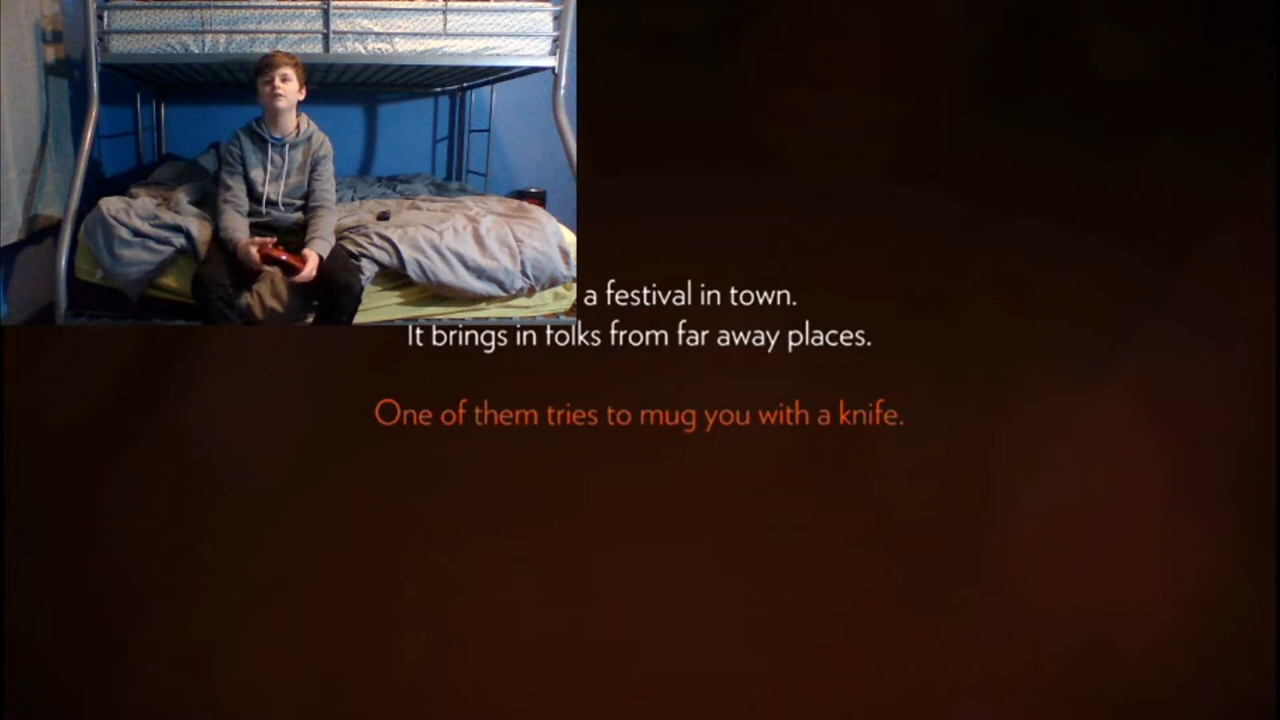 a festival in town.
It brings in folks from far away places.
One of them tries to mug you with a knife.